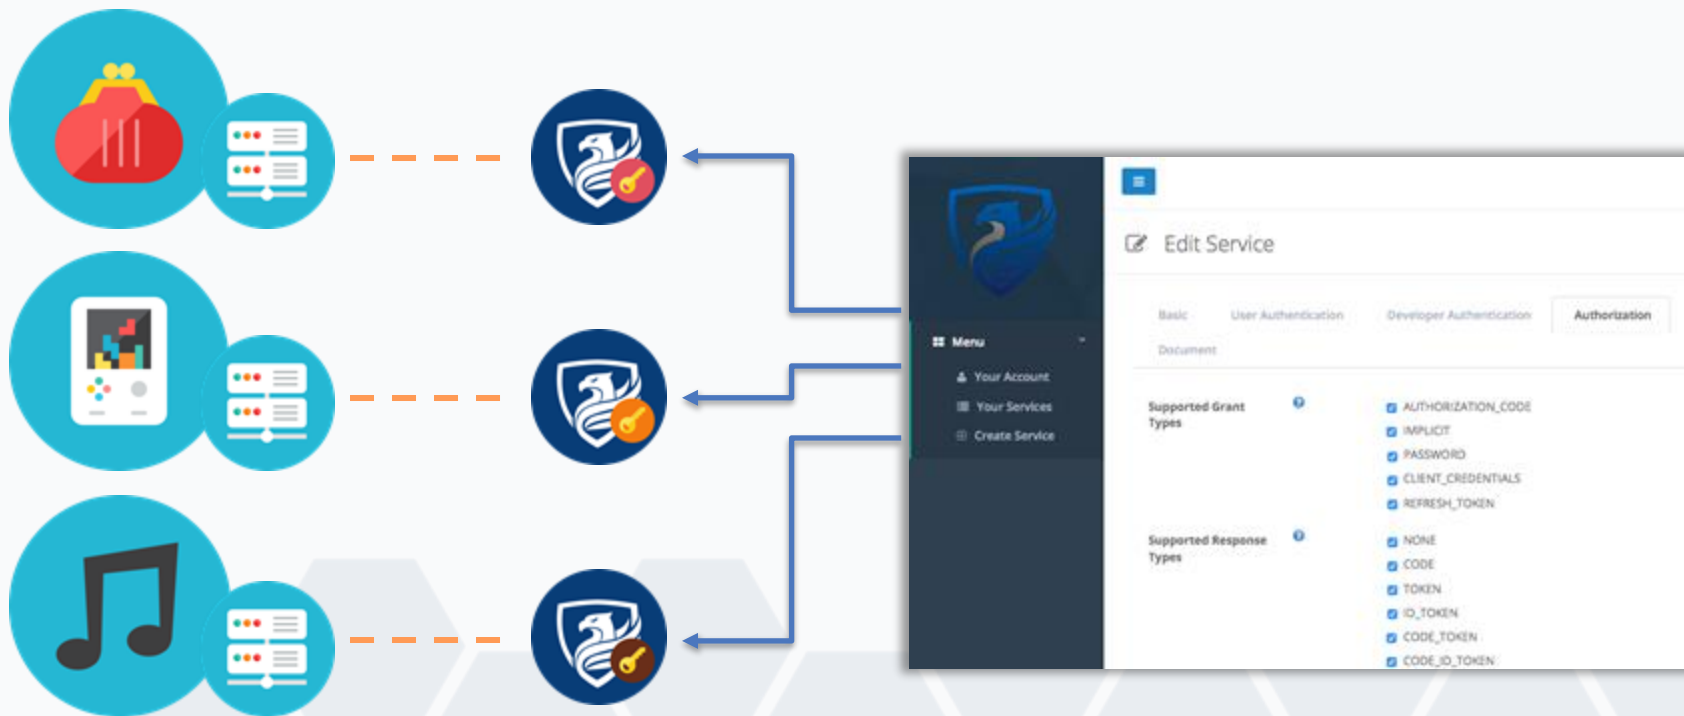 Edit Service
Basic User Authentication Developer Authentication Authorization
Document
Menu
Your Account
Your Services
Create Service
Supported Grant
Types
AUTHORIZATION_CODE
IMPLICIT
PASSWORD
CLIENT_CREDENTIALS
REFRESH_TOKEN
Supported Response
Types
NONE
CODE
TOKEN
ID_TOKEN
CODE_TOKEN
CODE_ID_TOKEN